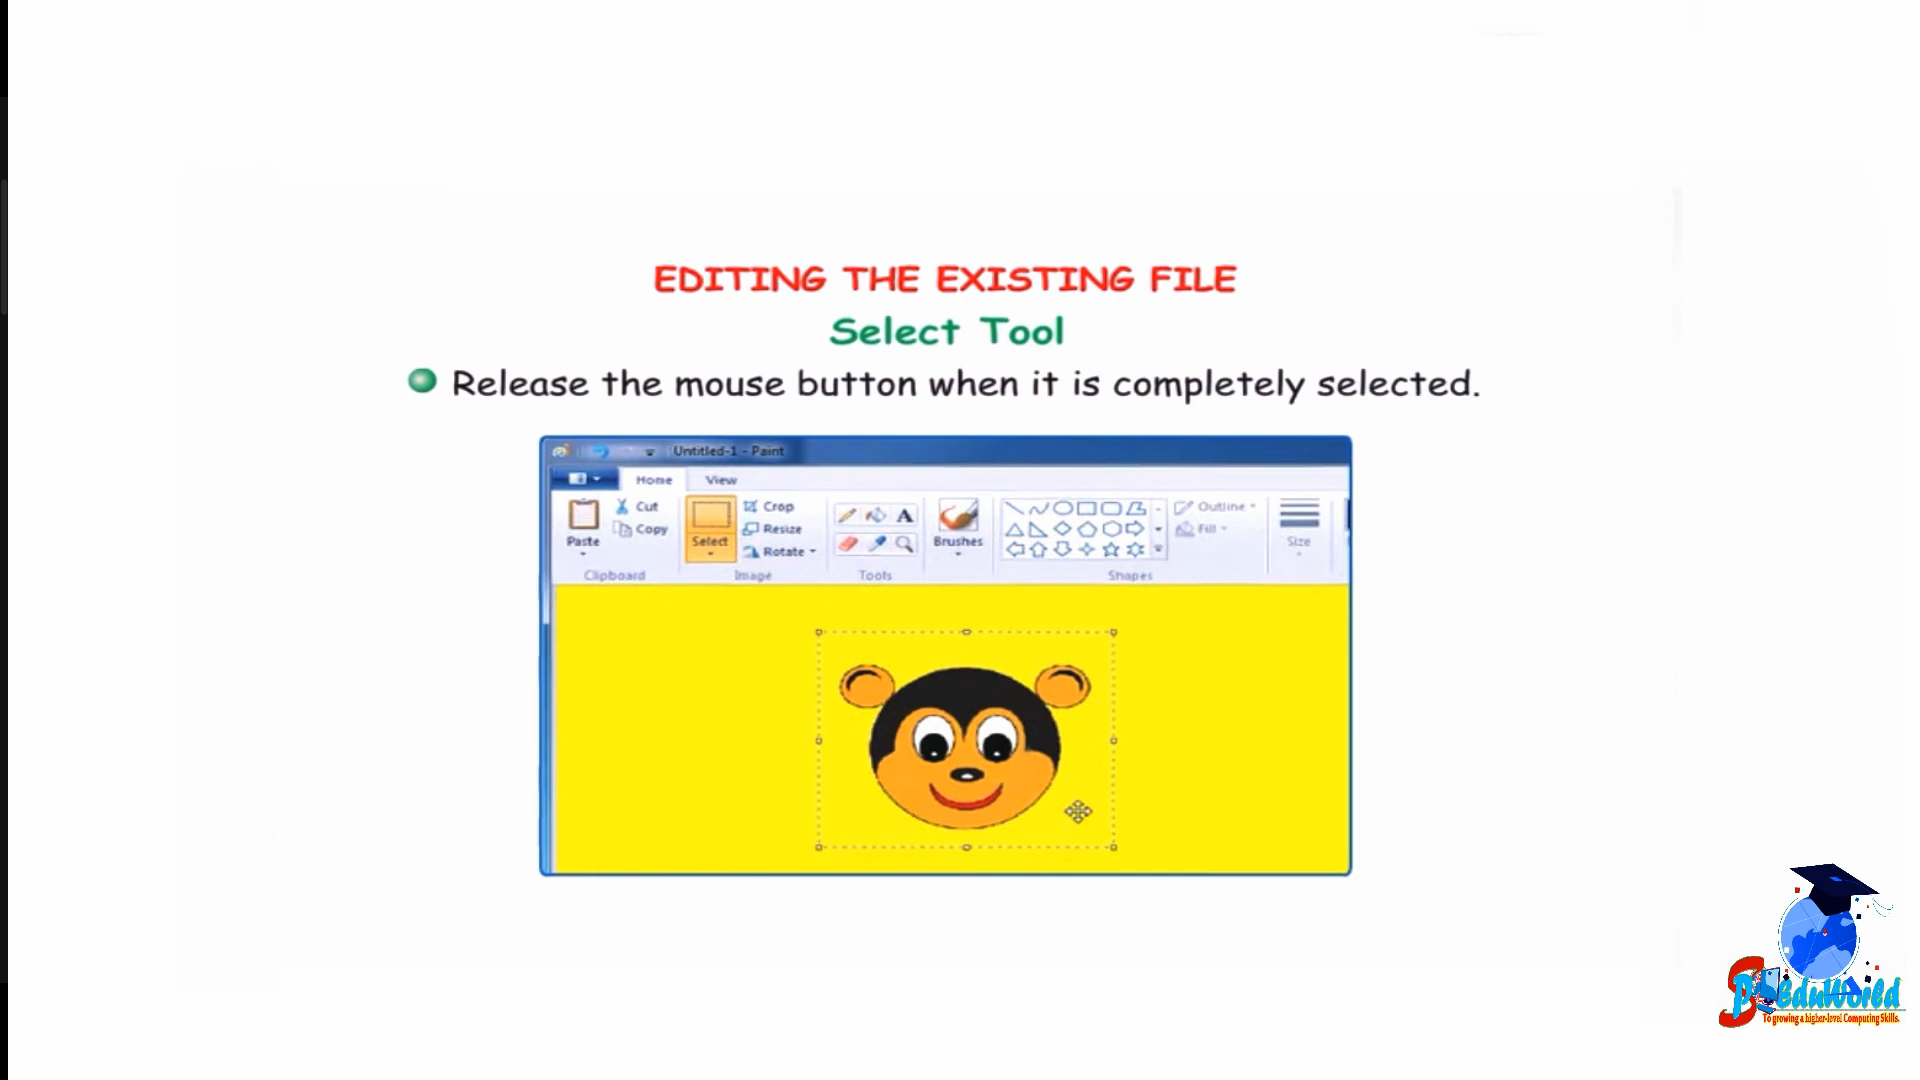 EDITING THE EXISTING FILE
Select Tool
Release the mouse button when it is completely selected.
Untitled-1 - Paint
Home View
Cut Crop Outline
Copy Resize Fill
Paste Select Rotate Brushes Size
Clipboard Image Tools Shapes
SP EduWorld
To growing a higher-level Computing Skills.